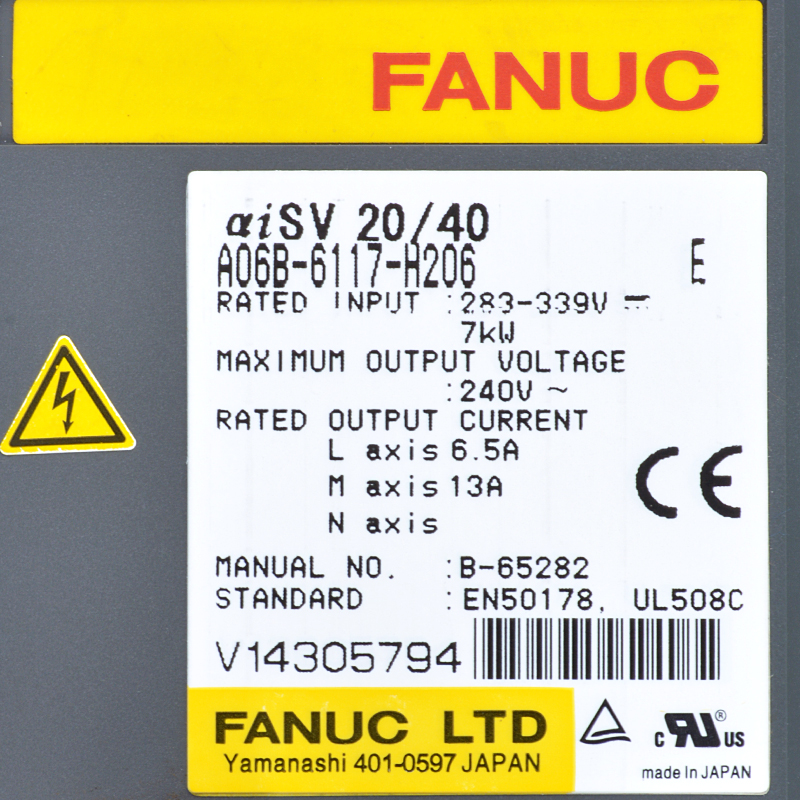 FANUC
αiSV 20/40
A06B-6117-H206 E
RATED INPUT :283-339V ⎓
7kW
MAXIMUM OUTPUT VOLTAGE
:240V ~
RATED OUTPUT CURRENT
L axis 6.5A
M axis 13A
N axis
MANUAL NO. :B-65282
STANDARD :EN50178, UL508C
V14305794
CE
FANUC LTD
Yamanashi 401-0597 JAPAN
c RU ® US
made In JAPAN